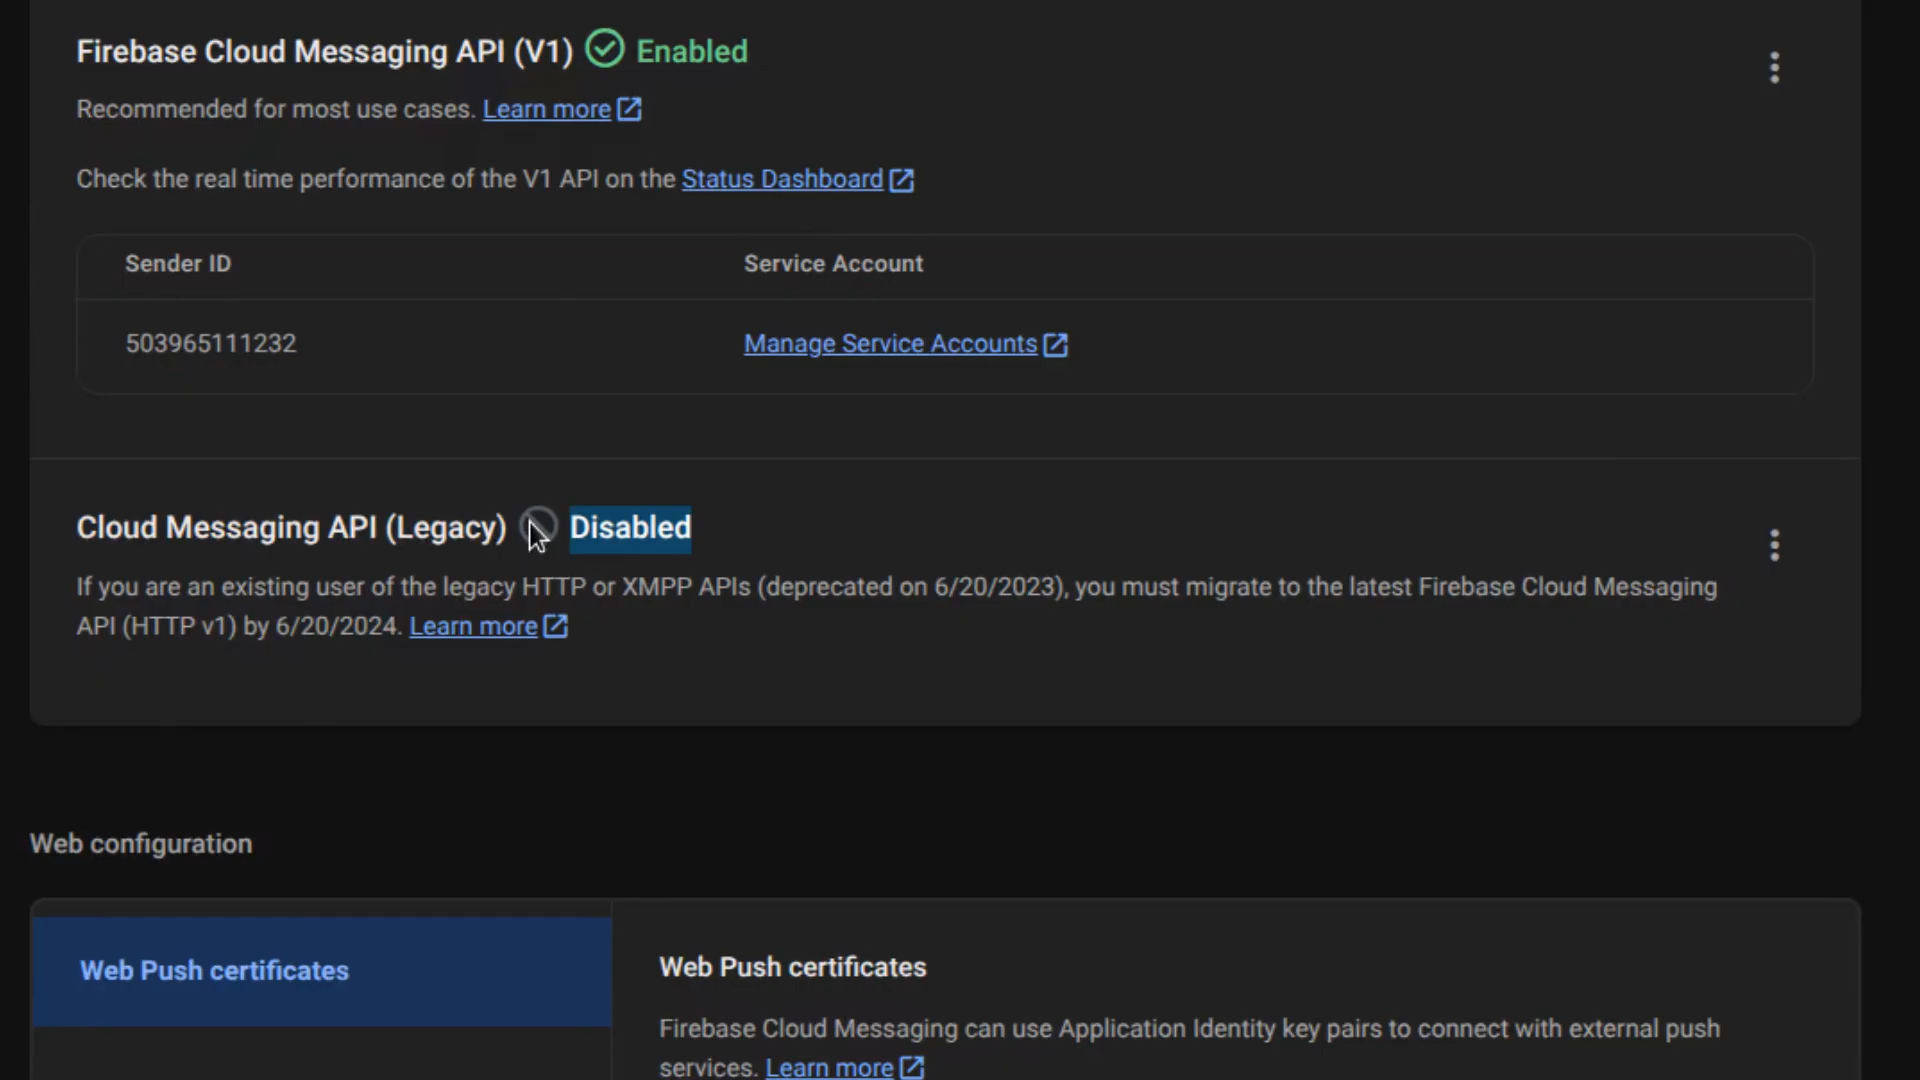 Firebase Cloud Messaging API (V1) Enabled
Recommended for most use cases. Learn more
Check the real time performance of the V1 API on the Status Dashboard
Sender ID Service Account
503965111232 Manage Service Accounts
Cloud Messaging API (Legacy) Disabled
If you are an existing user of the legacy HTTP or XMPP APIs (deprecated on 6/20/2023), you must migrate to the latest Firebase Cloud Messaging
API (HTTP v1) by 6/20/2024. Learn more
Web configuration
Web Push certificates
Web Push certificates
Firebase Cloud Messaging can use Application Identity key pairs to connect with external push
services. Learn more